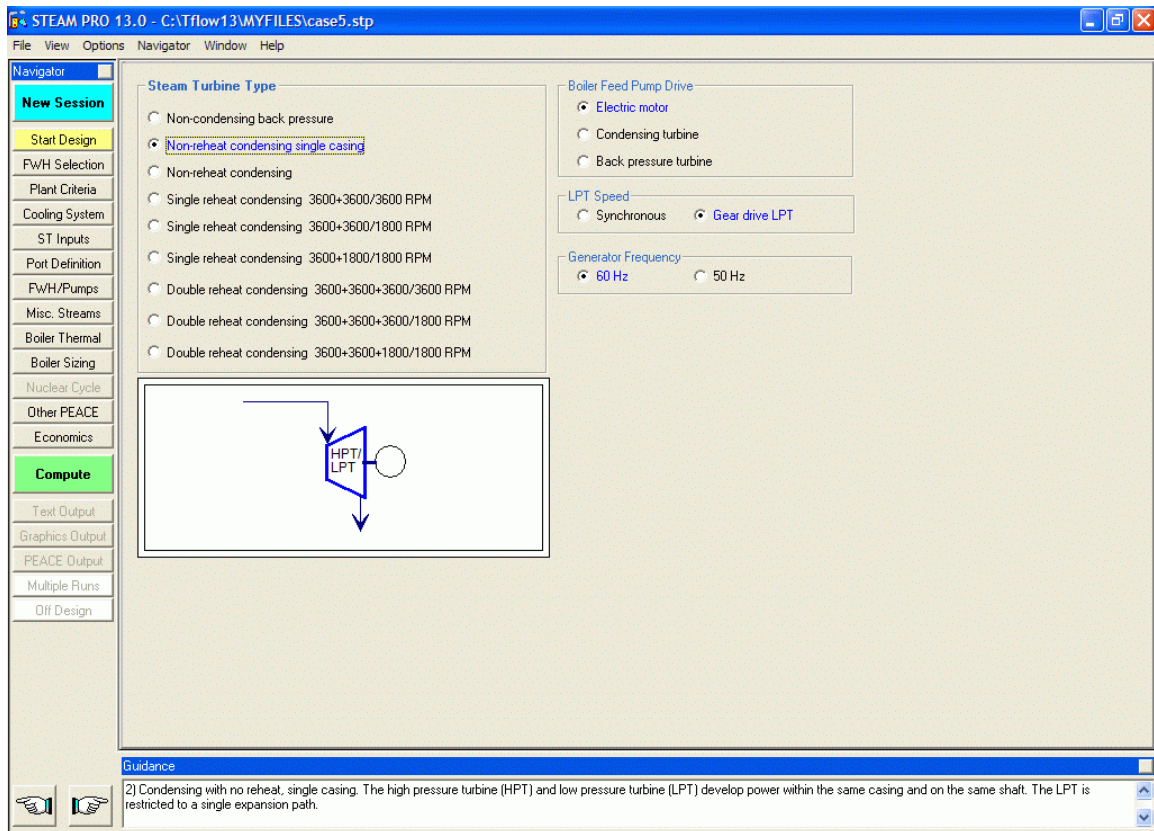 STEAM PRO 13.0 - C:\Tflow13\MYFILES\case5.stp
File View Options Navigator Window Help
Navigator
New Session
Start Design
FWH Selection
Plant Criteria
Cooling System
ST Inputs
Port Definition
FWH/Pumps
Misc. Streams
Boiler Thermal
Boiler Sizing
Nuclear Cycle
Other PEACE
Economics
Compute
Text Output
Graphics Output
PEACE Output
Multiple Runs
Off Design
Steam Turbine Type
Non-condensing back pressure
Non-reheat condensing single casing
Non-reheat condensing
Single reheat condensing 3600+3600/3600 RPM
Single reheat condensing 3600+3600/1800 RPM
Single reheat condensing 3600+1800/1800 RPM
Double reheat condensing 3600+3600+3600/3600 RPM
Double reheat condensing 3600+3600+3600/1800 RPM
Double reheat condensing 3600+3600+1800/1800 RPM
HPT/
LPT
Boiler Feed Pump Drive
Electric motor
Condensing turbine
Back pressure turbine
LPT Speed
Synchronous Gear drive LPT
Generator Frequency
60 Hz 50 Hz
Guidance
2) Condensing with no reheat, single casing. The high pressure turbine (HPT) and low pressure turbine (LPT) develop power within the same casing and on the same shaft. The LPT is
restricted to a single expansion path.